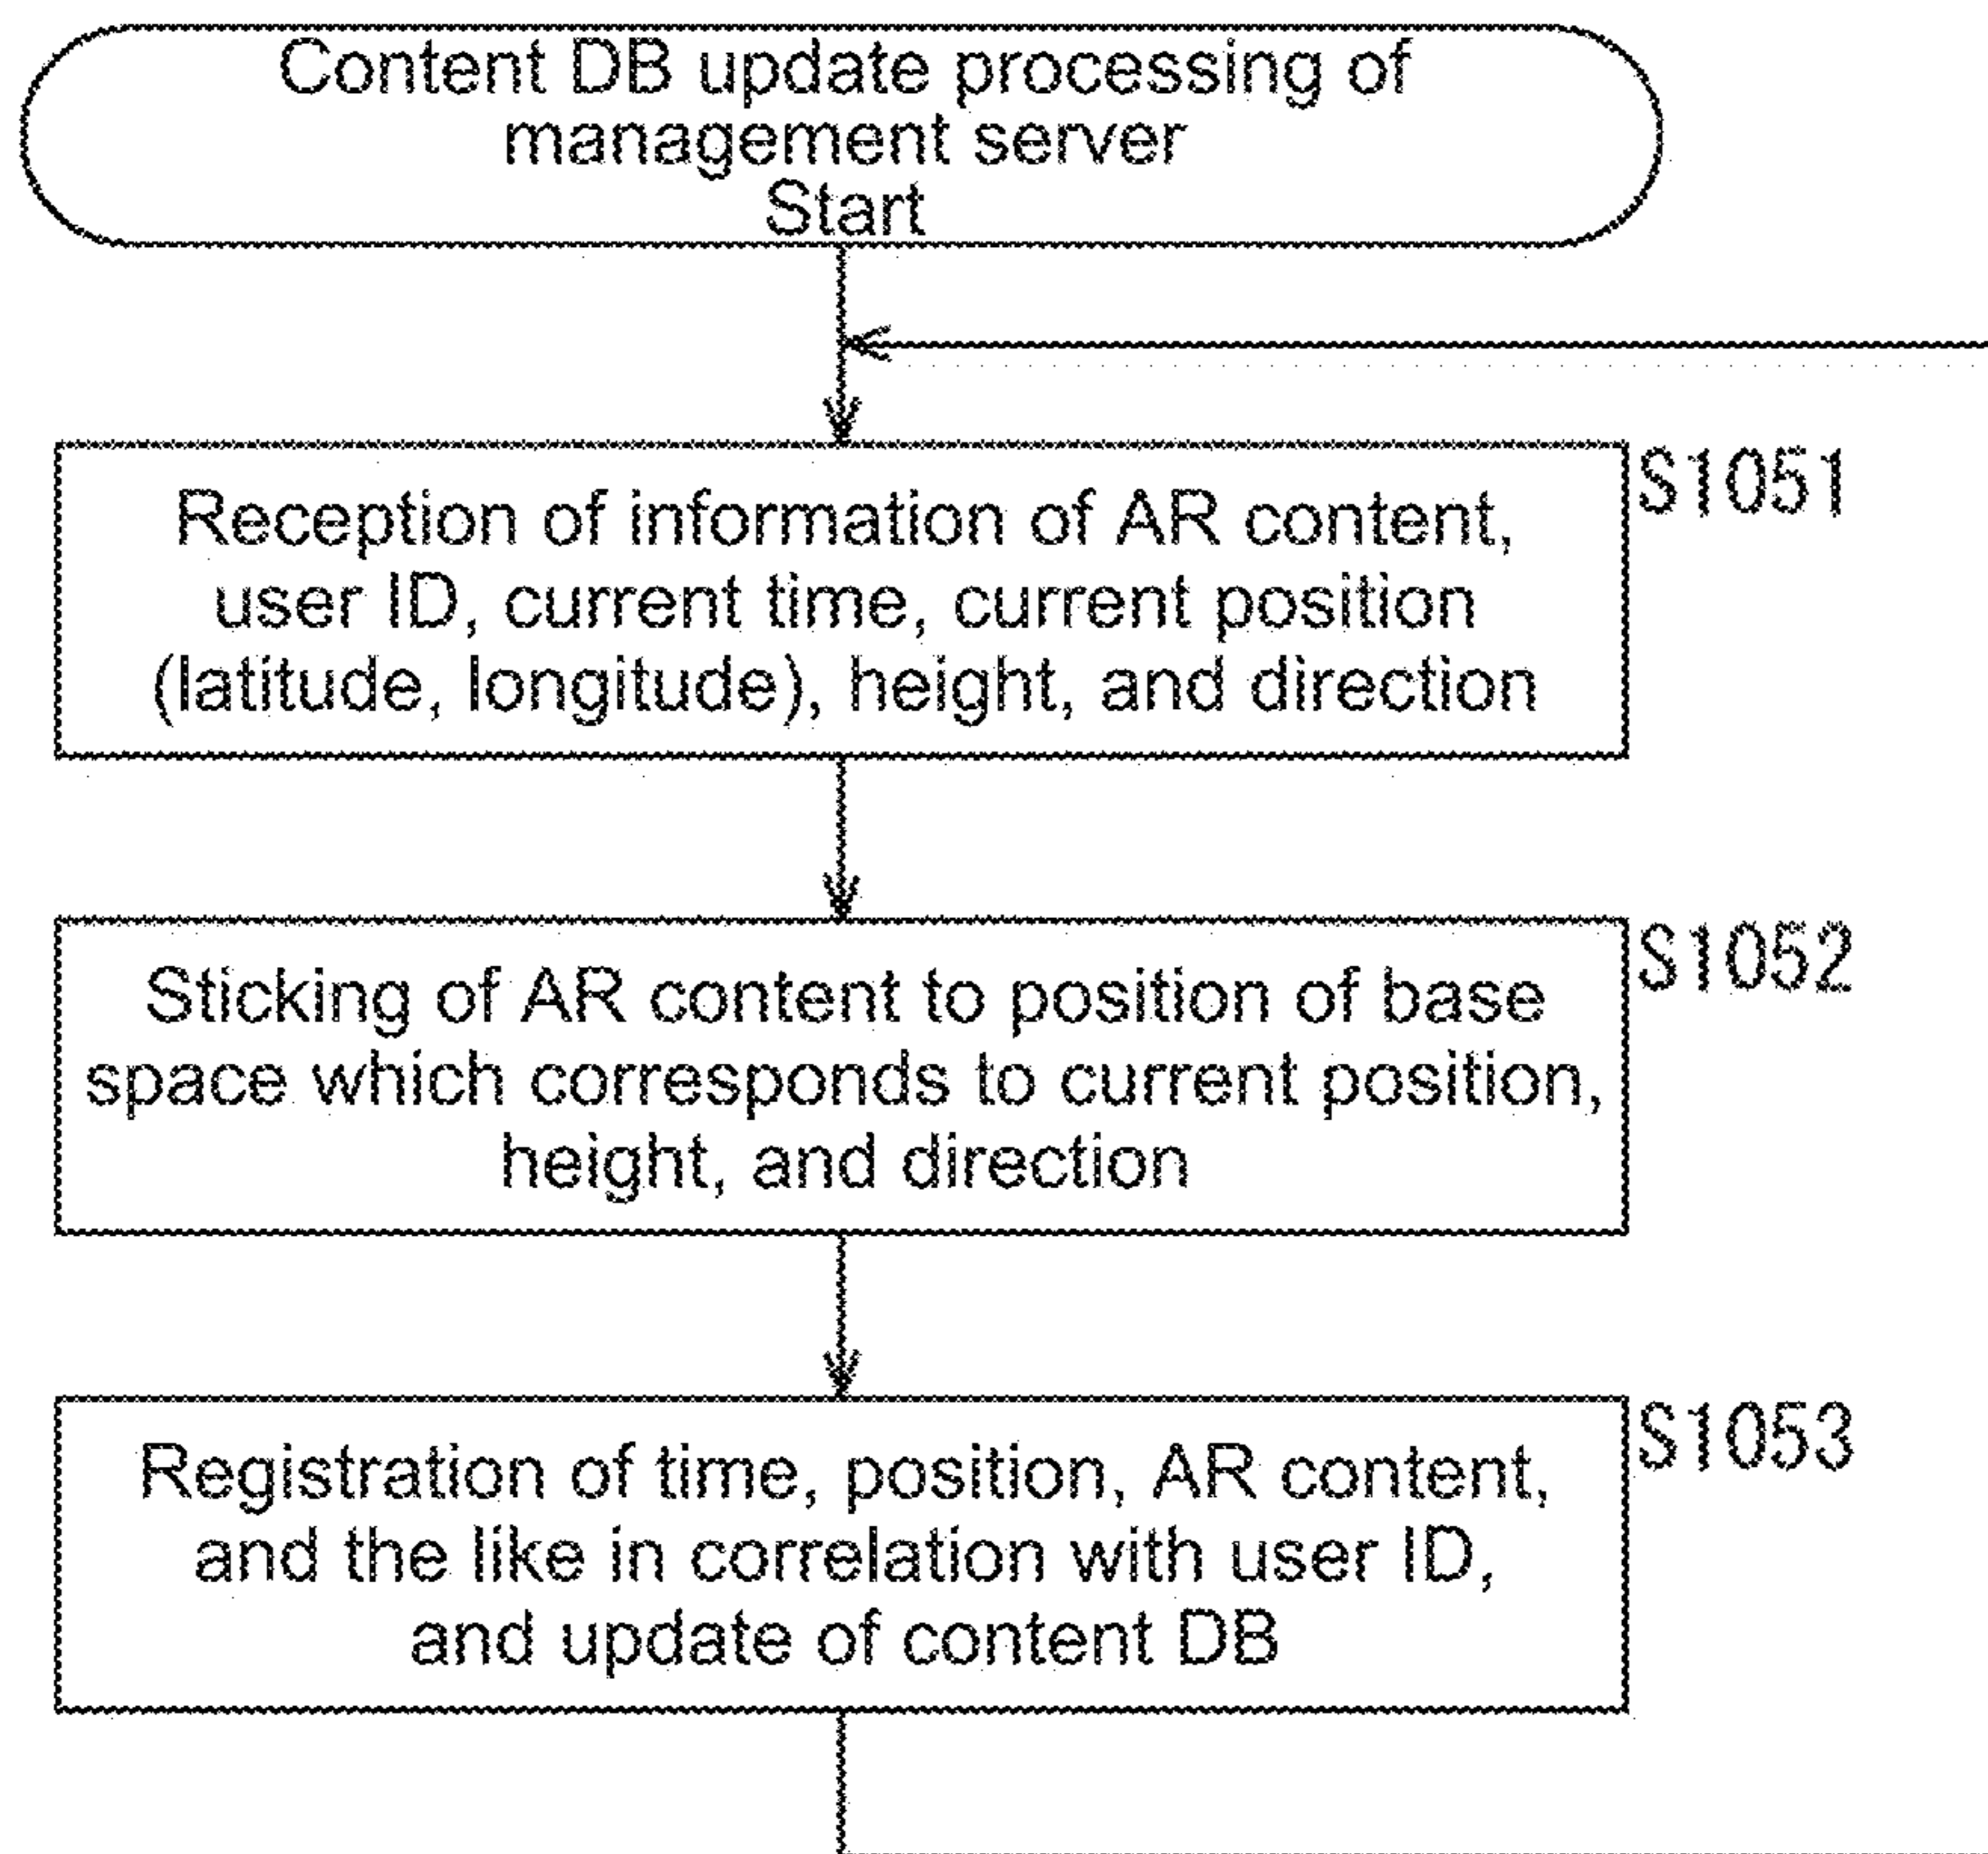 Content DB update processing of
management server
Start
S1051
Reception of information of AR content,
user ID, current time, current position
(latitude, longitude), height, and direction
S1052
Sticking of AR content to position of base
space which corresponds to current position,
height, and direction
S1053
Registration of time, position, AR content,
and the like in correlation with user ID,
and update of content DB